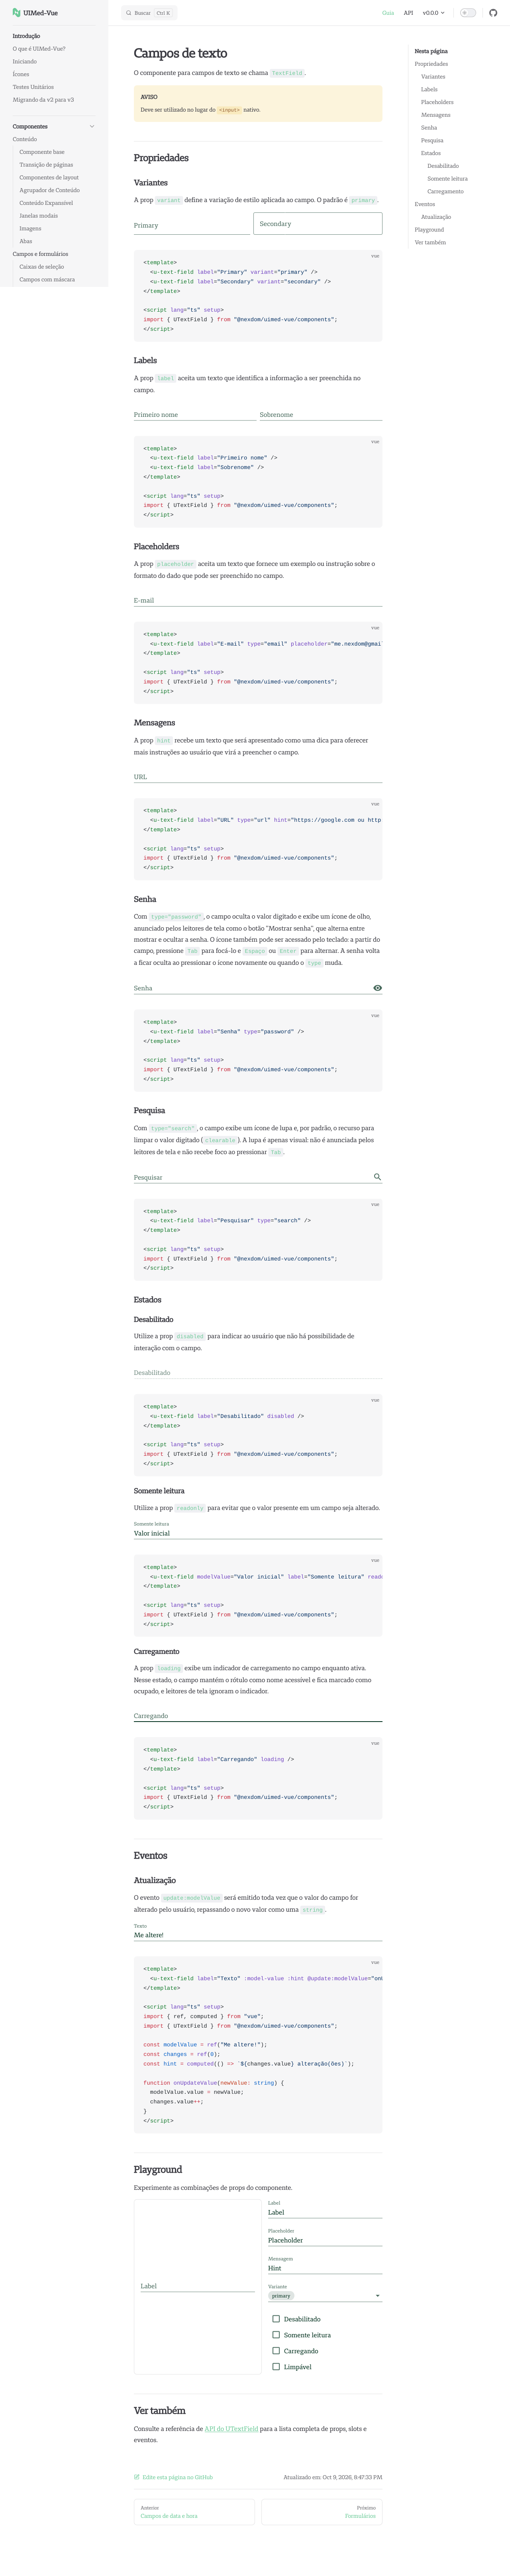 UIMed-Vue
Buscar Ctrl K
Guia API v0.0.0
Introdução
O que é UIMed-Vue?
Iniciando
Ícones
Testes Unitários
Migrando da v2 para v3
Componentes
Conteúdo
Componente base
Transição de páginas
Componentes de layout
Agrupador de Conteúdo
Conteúdo Expansível
Janelas modais
Imagens
Abas
Campos e formulários
Caixas de seleção
Campos com máscara
Campos de texto
O componente para campos de texto se chama TextField.
AVISO
Deve ser utilizado no lugar do <input> nativo.
Propriedades
Variantes
A prop variant define a variação de estilo aplicada ao campo. O padrão é primary.
Primary
Secondary
vue
<template>
<u-text-field label="Primary" variant="primary" />
<u-text-field label="Secondary" variant="secondary" />
</template>
<script lang="ts" setup>
import { UTextField } from "@nexdom/uimed-vue/components";
</script>
Labels
A prop label aceita um texto que identifica a informação a ser preenchida no
campo.
Primeiro nome
Sobrenome
vue
<template>
<u-text-field label="Primeiro nome" />
<u-text-field label="Sobrenome" />
</template>
<script lang="ts" setup>
import { UTextField } from "@nexdom/uimed-vue/components";
</script>
Placeholders
A prop placeholder aceita um texto que fornece um exemplo ou instrução sobre o
formato do dado que pode ser preenchido no campo.
E-mail
vue
<template>
<u-text-field label="E-mail" type="email" placeholder="me.nexdom@gmai
</template>
<script lang="ts" setup>
import { UTextField } from "@nexdom/uimed-vue/components";
</script>
Mensagens
A prop hint recebe um texto que será apresentado como uma dica para oferecer
mais instruções ao usuário que virá a preencher o campo.
URL
vue
<template>
<u-text-field label="URL" type="url" hint="https://google.com ou http
</template>
<script lang="ts" setup>
import { UTextField } from "@nexdom/uimed-vue/components";
</script>
Senha
Com type="password", o campo oculta o valor digitado e exibe um ícone de olho,
anunciado pelos leitores de tela como o botão "Mostrar senha", que alterna entre
mostrar e ocultar a senha. O ícone também pode ser acessado pelo teclado: a partir do
campo, pressione Tab para focá-lo e Espaço ou Enter para alternar. A senha volta
a ficar oculta ao pressionar o ícone novamente ou quando o type muda.
Senha
vue
<template>
<u-text-field label="Senha" type="password" />
</template>
<script lang="ts" setup>
import { UTextField } from "@nexdom/uimed-vue/components";
</script>
Pesquisa
Com type="search", o campo exibe um ícone de lupa e, por padrão, o recurso para
limpar o valor digitado (clearable). A lupa é apenas visual: não é anunciada pelos
leitores de tela e não recebe foco ao pressionar Tab.
Pesquisar
vue
<template>
<u-text-field label="Pesquisar" type="search" />
</template>
<script lang="ts" setup>
import { UTextField } from "@nexdom/uimed-vue/components";
</script>
Estados
Desabilitado
Utilize a prop disabled para indicar ao usuário que não há possibilidade de
interação com o campo.
Desabilitado
vue
<template>
<u-text-field label="Desabilitado" disabled />
</template>
<script lang="ts" setup>
import { UTextField } from "@nexdom/uimed-vue/components";
</script>
Somente leitura
Utilize a prop readonly para evitar que o valor presente em um campo seja alterado.
Somente leitura
Valor inicial
vue
<template>
<u-text-field modelValue="Valor inicial" label="Somente leitura" read
</template>
<script lang="ts" setup>
import { UTextField } from "@nexdom/uimed-vue/components";
</script>
Carregamento
A prop loading exibe um indicador de carregamento no campo enquanto ativa.
Nesse estado, o campo mantém o rótulo como nome acessível e fica marcado como
ocupado, e leitores de tela ignoram o indicador.
Carregando
vue
<template>
<u-text-field label="Carregando" loading />
</template>
<script lang="ts" setup>
import { UTextField } from "@nexdom/uimed-vue/components";
</script>
Eventos
Atualização
O evento update:modelValue será emitido toda vez que o valor do campo for
alterado pelo usuário, repassando o novo valor como uma string.
Texto
Me altere!
vue
<template>
<u-text-field label="Texto" :model-value :hint @update:modelValue="onU
</template>
<script lang="ts" setup>
import { ref, computed } from "vue";
import { UTextField } from "@nexdom/uimed-vue/components";
const modelValue = ref("Me altere!");
const changes = ref(0);
const hint = computed(() => `${changes.value} alteração(ões)`);
function onUpdateValue(newValue: string) {
modelValue.value = newValue;
changes.value++;
}
</script>
Playground
Experimente as combinações de props do componente.
Label
Label
Label
Placeholder
Placeholder
Mensagem
Hint
Variante
primary
Desabilitado
Somente leitura
Carregando
Limpável
Ver também
Consulte a referência de API do UTextField para a lista completa de props, slots e
eventos.
Edite esta página no GitHub
Atualizado em: Oct 9, 2026, 8:47:33 PM
Anterior
Campos de data e hora
Próximo
Formulários
Nesta página
Propriedades
Variantes
Labels
Placeholders
Mensagens
Senha
Pesquisa
Estados
Desabilitado
Somente leitura
Carregamento
Eventos
Atualização
Playground
Ver também